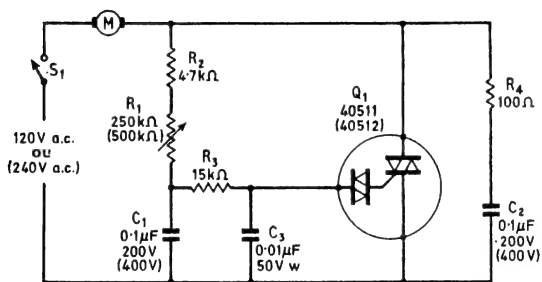 M
S1
120V a.c.
ou
(240V a.c.)
R2
4·7kΩ
R1
250kΩ
(500kΩ)
R3
15kΩ
C1
0·1µF
200V
(400V)
C3
0·01µF
50V w
Q1
40511
(40512)
R4
100Ω
C2
0·1µF
·200V
(400V)